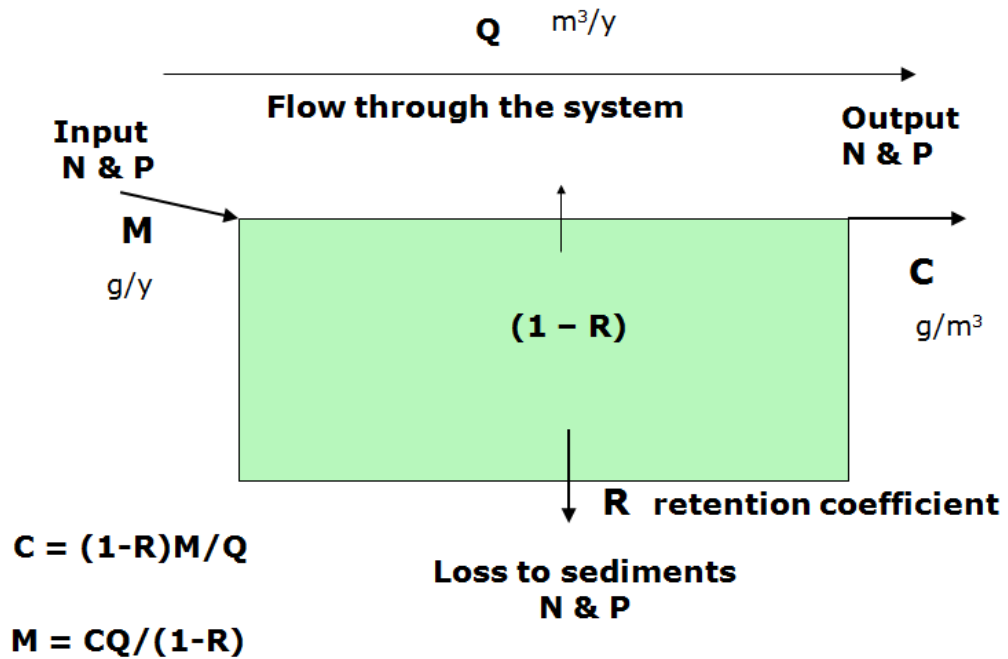 Q m³/y
Flow through the system
Input
N & P
Output
N & P
M
g/y
C
g/m³
(1 – R)
R retention coefficient
C = (1-R)M/Q
Loss to sediments
N & P
M = CQ/(1-R)